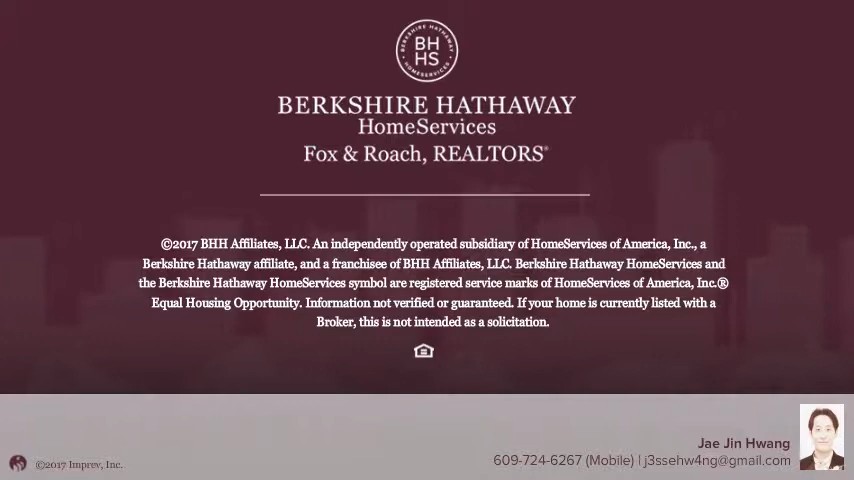 BERKSHIRE HATHAWAY
HOMESERVICES
BH
HS
BERKSHIRE HATHAWAY
HomeServices
Fox & Roach, REALTORS®
©2017 BHH Affiliates, LLC. An independently operated subsidiary of HomeServices of America, Inc., a
Berkshire Hathaway affiliate, and a franchisee of BHH Affiliates, LLC. Berkshire Hathaway HomeServices and
the Berkshire Hathaway HomeServices symbol are registered service marks of HomeServices of America, Inc.®
Equal Housing Opportunity. Information not verified or guaranteed. If your home is currently listed with a
Broker, this is not intended as a solicitation.
Jae Jin Hwang
609-724-6267 (Mobile) | j3ssehw4ng@gmail.com
©2017 Imprev, Inc.